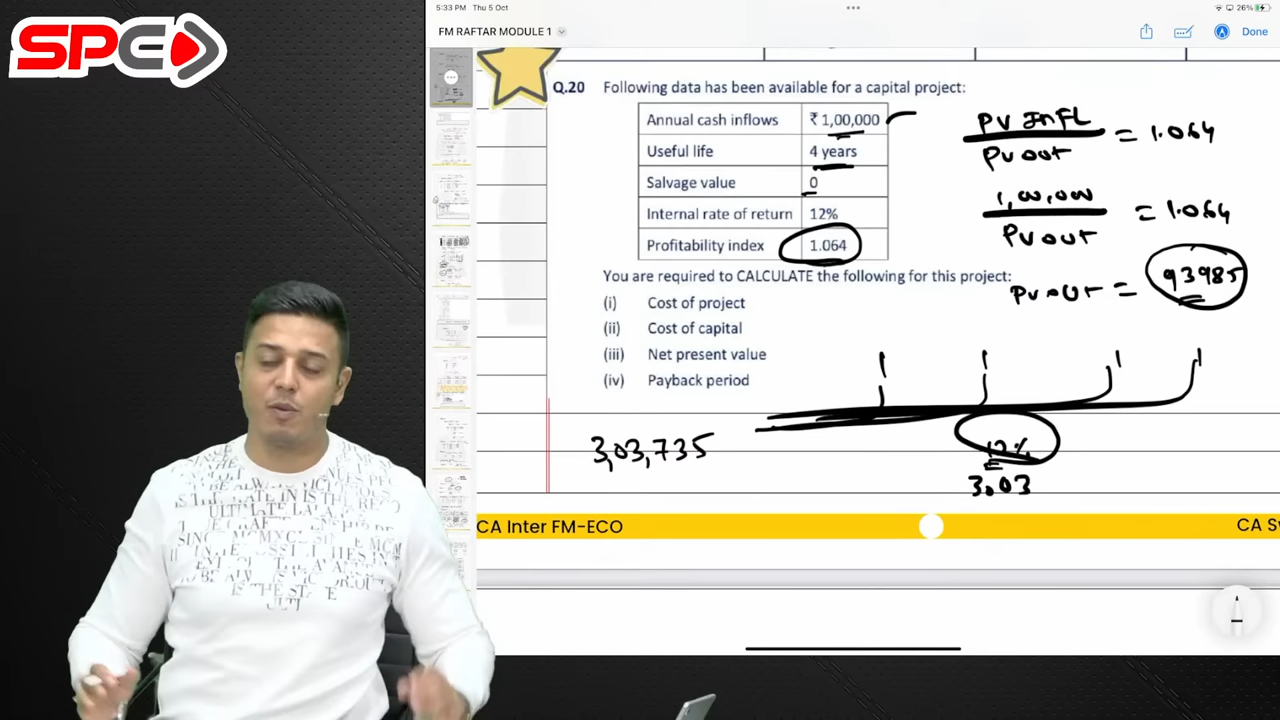 5:33 PM Thu 5 Oct
26%
SPC
FM RAFTAR MODULE 1
Done
Q.20 Following data has been available for a capital project:
Annual cash inflows ₹ 1,00,000
Useful life 4 years
Salvage value 0
Internal rate of return 12%
Profitability index 1.064
You are required to CALCULATE the following for this project:
(i) Cost of project
(ii) Cost of capital
(iii) Net present value
(iv) Payback period
PV InFL
PV out = 1.064
1,00,000
PV out = 1.064
PV out = 93985
12%
3.03
3,03,735
CA Inter FM-ECO
CA